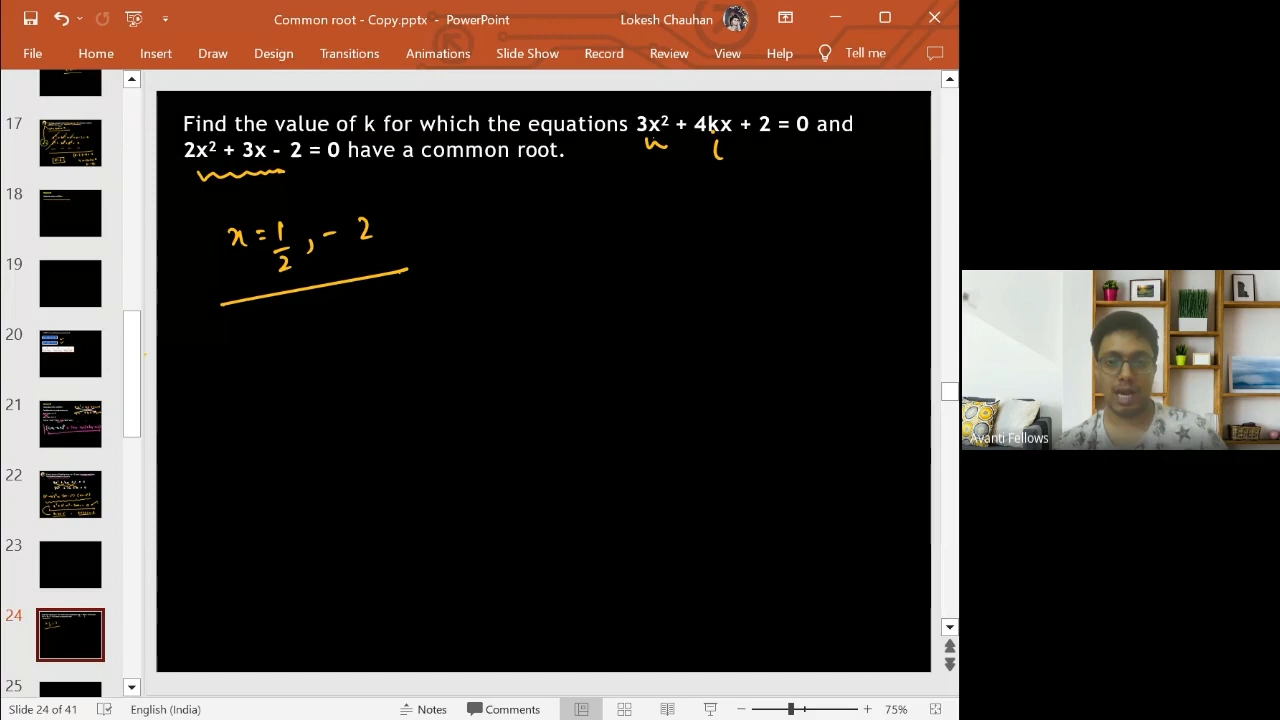 Common root - Copy.pptx - PowerPoint
Lokesh Chauhan
File Home Insert Draw Design Transitions Animations Slide Show Record Review View Help Tell me
17
18
19
20
21
22
23
24
25
Find the value of k for which the equations 3x² + 4kx + 2 = 0 and
2x² + 3x - 2 = 0 have a common root.
x = 1/2, - 2
Avanti Fellows
Slide 24 of 41 English (India) Notes Comments 75%